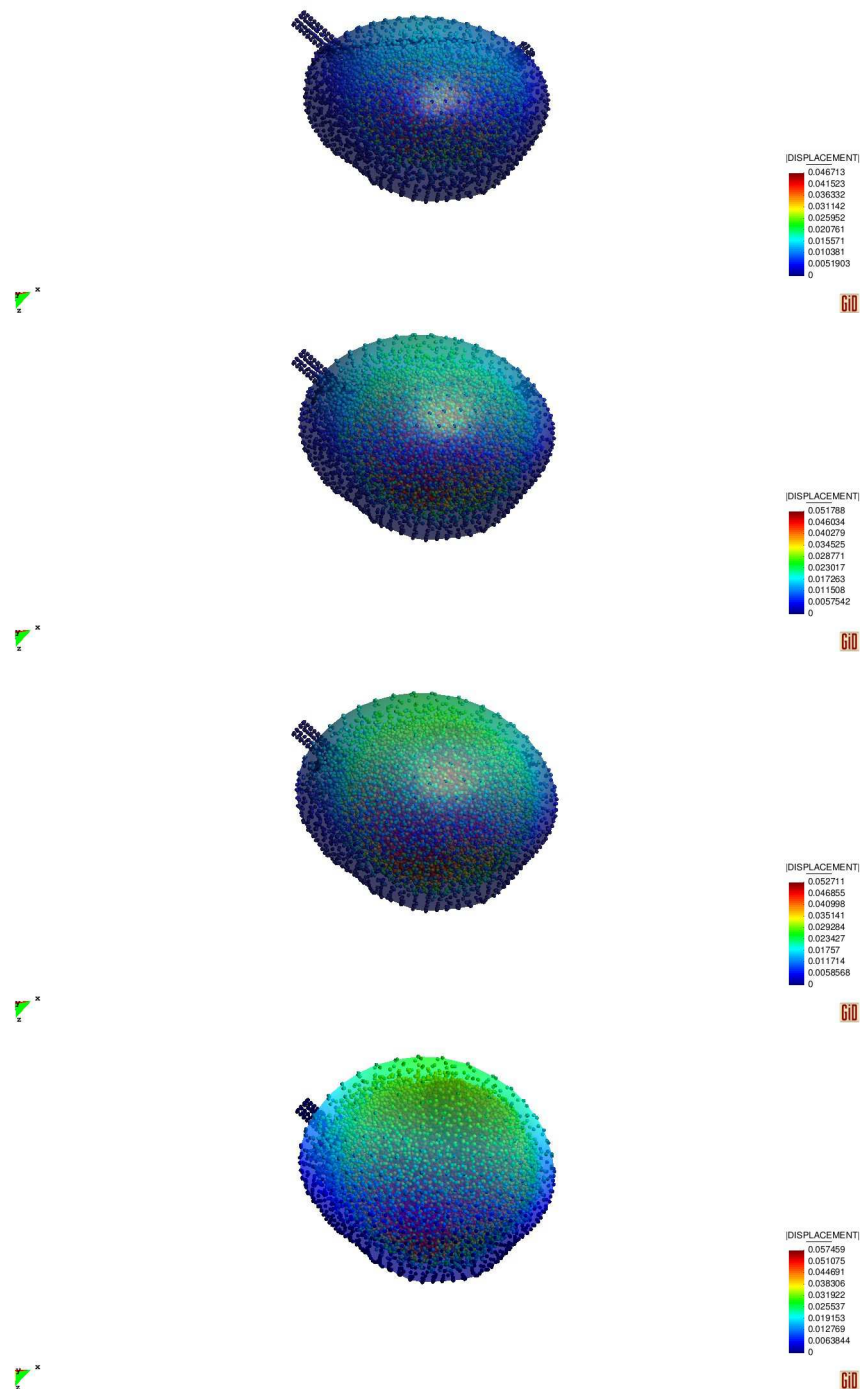 |DISPLACEMENT|
0.046713
0.041523
0.036332
0.031142
0.025952
0.020761
0.015571
0.010381
0.0051903
0
x
y
z
GiD
|DISPLACEMENT|
0.051788
0.046034
0.040279
0.034525
0.028771
0.023017
0.017263
0.011508
0.0057542
0
x
y
z
GiD
|DISPLACEMENT|
0.052711
0.046855
0.040998
0.035141
0.029284
0.023427
0.01757
0.011714
0.0058568
0
x
y
z
GiD
|DISPLACEMENT|
0.057459
0.051075
0.044691
0.038306
0.031922
0.025537
0.019153
0.012769
0.0063844
0
x
y
z
GiD